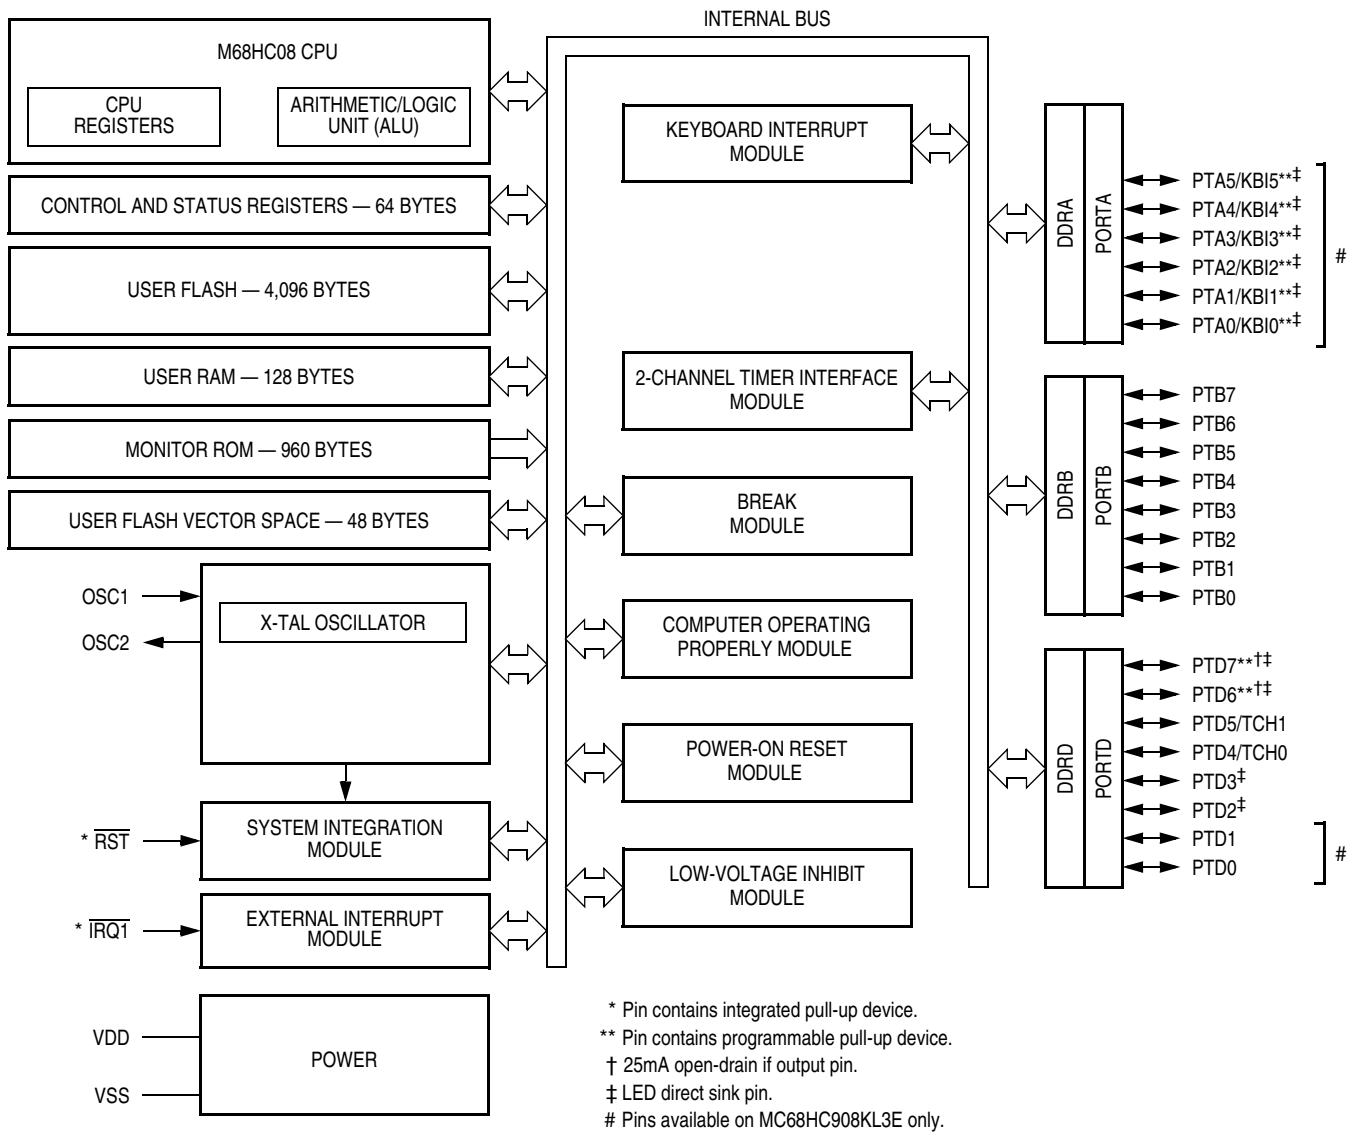 INTERNAL BUS
M68HC08 CPU
CPU
REGISTERS
ARITHMETIC/LOGIC
UNIT (ALU)
CONTROL AND STATUS REGISTERS — 64 BYTES
USER FLASH — 4,096 BYTES
USER RAM — 128 BYTES
MONITOR ROM — 960 BYTES
USER FLASH VECTOR SPACE — 48 BYTES
OSC1
OSC2
X-TAL OSCILLATOR
* RST
SYSTEM INTEGRATION
MODULE
* IRQ1
EXTERNAL INTERRUPT
MODULE
VDD
VSS
POWER
KEYBOARD INTERRUPT
MODULE
2-CHANNEL TIMER INTERFACE
MODULE
BREAK
MODULE
COMPUTER OPERATING
PROPERLY MODULE
POWER-ON RESET
MODULE
LOW-VOLTAGE INHIBIT
MODULE
DDRA
PORTA
PTA5/KBI5**‡
PTA4/KBI4**‡
PTA3/KBI3**‡
PTA2/KBI2**‡
PTA1/KBI1**‡
PTA0/KBI0**‡
#
DDRB
PORTB
PTB7
PTB6
PTB5
PTB4
PTB3
PTB2
PTB1
PTB0
DDRD
PORTD
PTD7**†‡
PTD6**†‡
PTD5/TCH1
PTD4/TCH0
PTD3‡
PTD2‡
PTD1
PTD0
#
* Pin contains integrated pull-up device.
** Pin contains programmable pull-up device.
† 25mA open-drain if output pin.
‡ LED direct sink pin.
# Pins available on MC68HC908KL3E only.